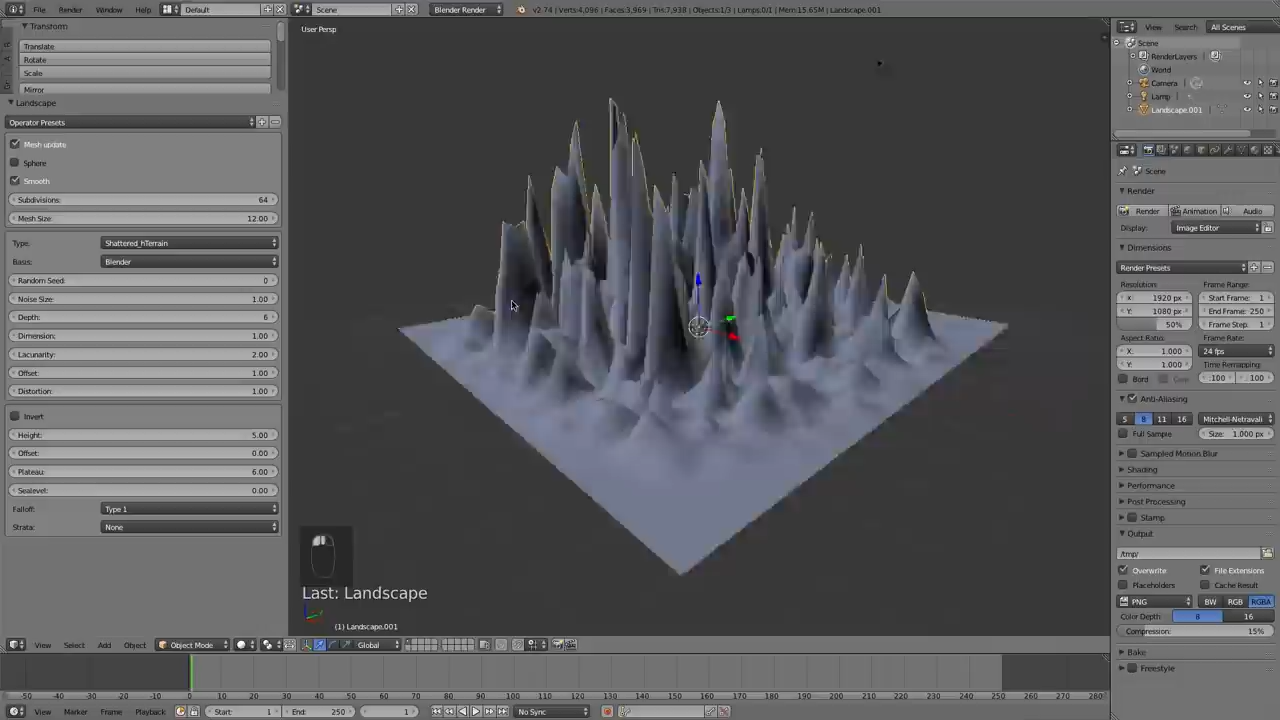 File Render Window Help Default Scene Blender Render v2.74 | Verts:4,096 | Faces:3,969 | Tris:7,938 | Objects:1/3 | Lamps:0/1 | Mem:15.65M | Landscape.001
Transform
Translate
Rotate
Scale
Mirror
Landscape
Operator Presets
Mesh update
Sphere
Smooth
Subdivisions: 64
Mesh Size: 12.00
Type: Shattered_hTerrain
Basis: Blender
Random Seed: 0
Noise Size: 1.00
Depth: 6
Dimension: 1.00
Lacunarity: 2.00
Offset: 1.00
Distortion: 1.00
Invert
Height: 5.00
Offset: 0.00
Plateau: 6.00
Sealevel: 0.00
Falloff: Type 1
Strata: None
User Persp
Last: Landscape
(1) Landscape.001
View Select Add Object Object Mode Global
View Search All Scenes
Scene
RenderLayers
World
Camera
Lamp
Landscape.001
Scene
Render
Render Animation Audio
Display: Image Editor
Dimensions
Render Presets
Resolution: Frame Range:
X: 1920 px Start Frame: 1
Y: 1080 px End Frame: 250
50% Frame Step: 1
Aspect Ratio: Frame Rate:
X: 1.000 24 fps
Y: 1.000 Time Remapping:
Bord :100 100
Anti-Aliasing
5 8 11 16 Mitchell-Netravali
Full Sample Size: 1.000 px
Sampled Motion Blur
Shading
Performance
Post Processing
Stamp
Output
/tmp/
Overwrite File Extensions
Placeholders Cache Result
PNG BW RGB RGBA
Color Depth: 8 16
Compression: 15%
Bake
Freestyle
-50 -40 -30 -20 -10 0 10 20 30 40 50 60 70 80 90 100 110 120 130 140 150 160 170 180 190 200 210 220 230 240 250 260 270 280
View Marker Frame Playback Start: 1 End: 250 1 No Sync